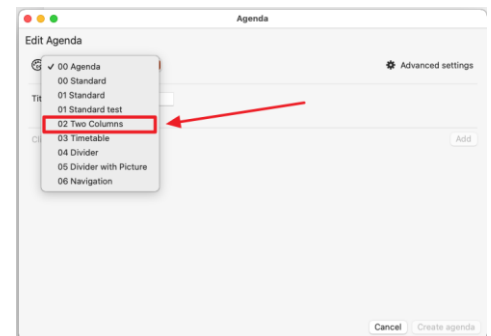 Agenda
Edit Agenda
✓ 00 Agenda
Advanced settings
00 Standard
01 Standard
01 Standard test
02 Two Columns
03 Timetable
Add
04 Divider
05 Divider with Picture
06 Navigation
Cancel
Create agenda